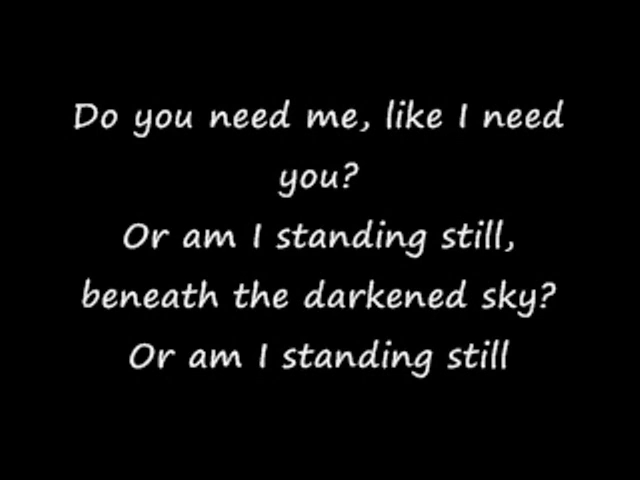 Do you need me, like I need
you?
Or am I standing still,
beneath the darkened sky?
Or am I standing still